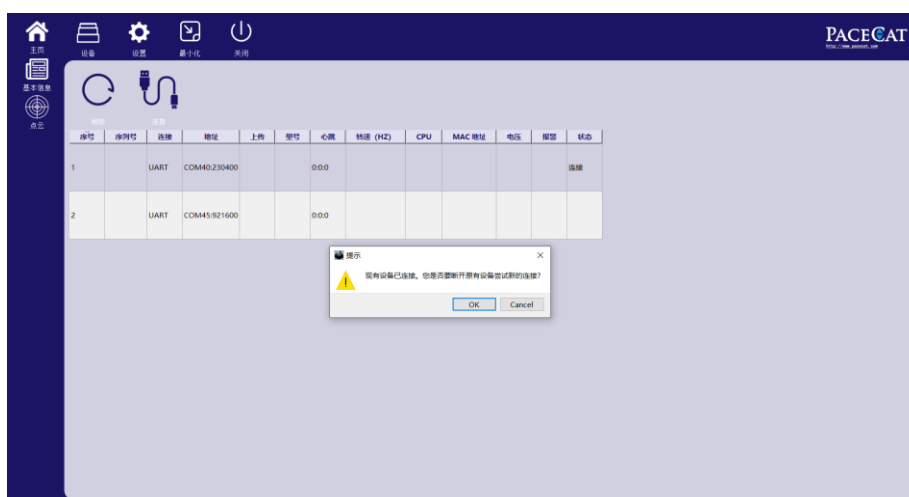 主页
设备
设置
最小化
关闭
PACECAT
http://www.pacecat.com
基本信息
点云
刷新
连接
序号 序列号 连接 地址 上传 型号 心跳 转速 (HZ) CPU MAC 地址 电压 报警 状态
1 UART COM40:230400 0:0:0 连接
2 UART COM45:921600 0:0:0
提示
现有设备已连接。您是否要断开原有设备尝试新的连接?
OK Cancel